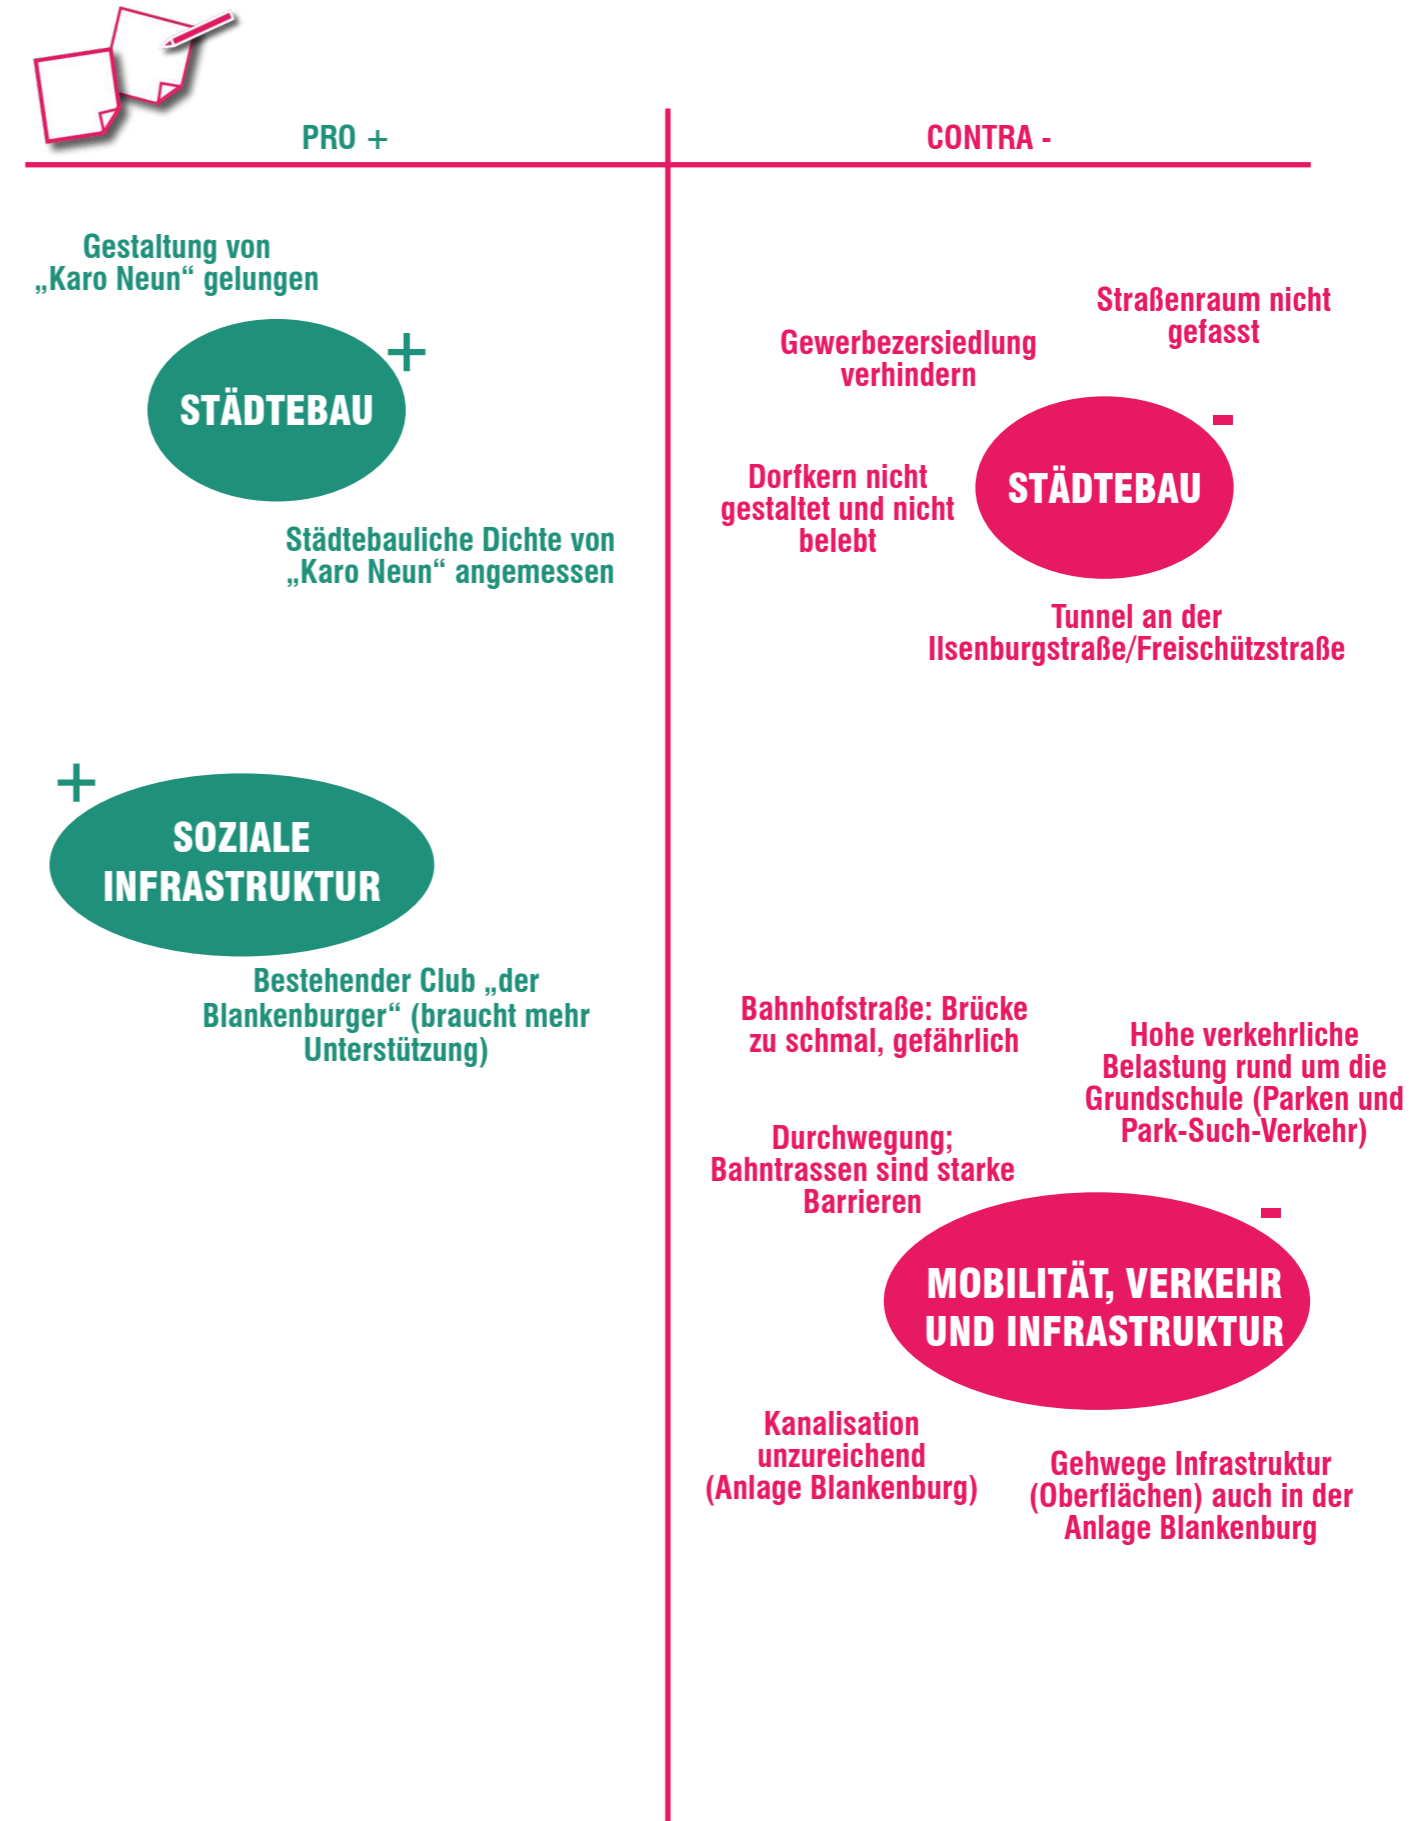 PRO +
CONTRA -
Gestaltung von
„Karo Neun“ gelungen
+
STÄDTEBAU
Städtebauliche Dichte von
„Karo Neun“ angemessen
+
SOZIALE
INFRASTRUKTUR
Bestehender Club „der
Blankenburger“ (braucht mehr
Unterstützung)
Straßenraum nicht
gefasst
Gewerbezersiedlung
verhindern
-
STÄDTEBAU
Dorfkern nicht
gestaltet und nicht
belebt
Tunnel an der
Ilsenburgstraße/Freischützstraße
Bahnhofstraße: Brücke
zu schmal, gefährlich
Hohe verkehrliche
Belastung rund um die
Grundschule (Parken und
Park-Such-Verkehr)
Durchwegung;
Bahntrassen sind starke
Barrieren
-
MOBILITÄT, VERKEHR
UND INFRASTRUKTUR
Kanalisation
unzureichend
(Anlage Blankenburg)
Gehwege Infrastruktur
(Oberflächen) auch in der
Anlage Blankenburg